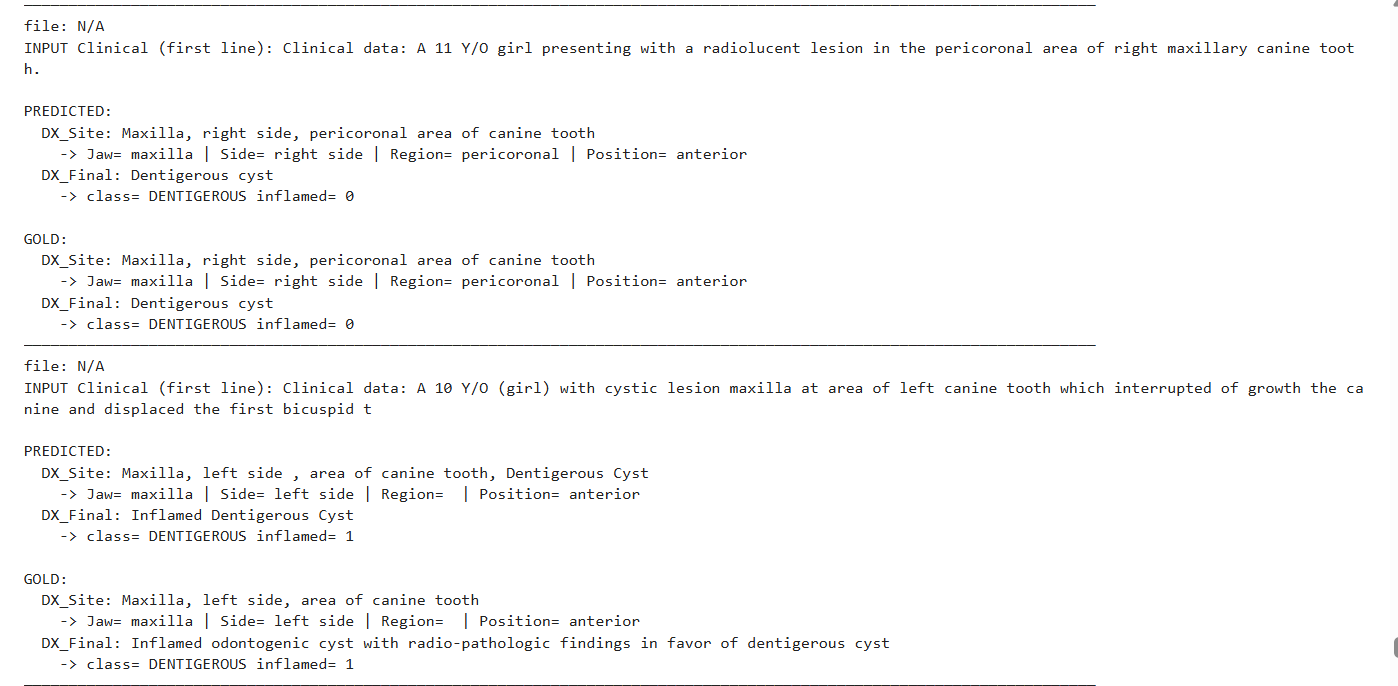 file: N/A
INPUT Clinical (first line): Clinical data: A 11 Y/O girl presenting with a radiolucent lesion in the pericoronal area of right maxillary canine toot
h.
PREDICTED:
DX_Site: Maxilla, right side, pericoronal area of canine tooth
-> Jaw= maxilla | Side= right side | Region= pericoronal | Position= anterior
DX_Final: Dentigerous cyst
-> class= DENTIGEROUS inflamed= 0
GOLD:
DX_Site: Maxilla, right side, pericoronal area of canine tooth
-> Jaw= maxilla | Side= right side | Region= pericoronal | Position= anterior
DX_Final: Dentigerous cyst
-> class= DENTIGEROUS inflamed= 0
file: N/A
INPUT Clinical (first line): Clinical data: A 10 Y/O (girl) with cystic lesion maxilla at area of left canine tooth which interrupted of growth the ca
nine and displaced the first bicuspid t
PREDICTED:
DX_Site: Maxilla, left side , area of canine tooth, Dentigerous Cyst
-> Jaw= maxilla | Side= left side | Region=  | Position= anterior
DX_Final: Inflamed Dentigerous Cyst
-> class= DENTIGEROUS inflamed= 1
GOLD:
DX_Site: Maxilla, left side, area of canine tooth
-> Jaw= maxilla | Side= left side | Region=  | Position= anterior
DX_Final: Inflamed odontogenic cyst with radio-pathologic findings in favor of dentigerous cyst
-> class= DENTIGEROUS inflamed= 1